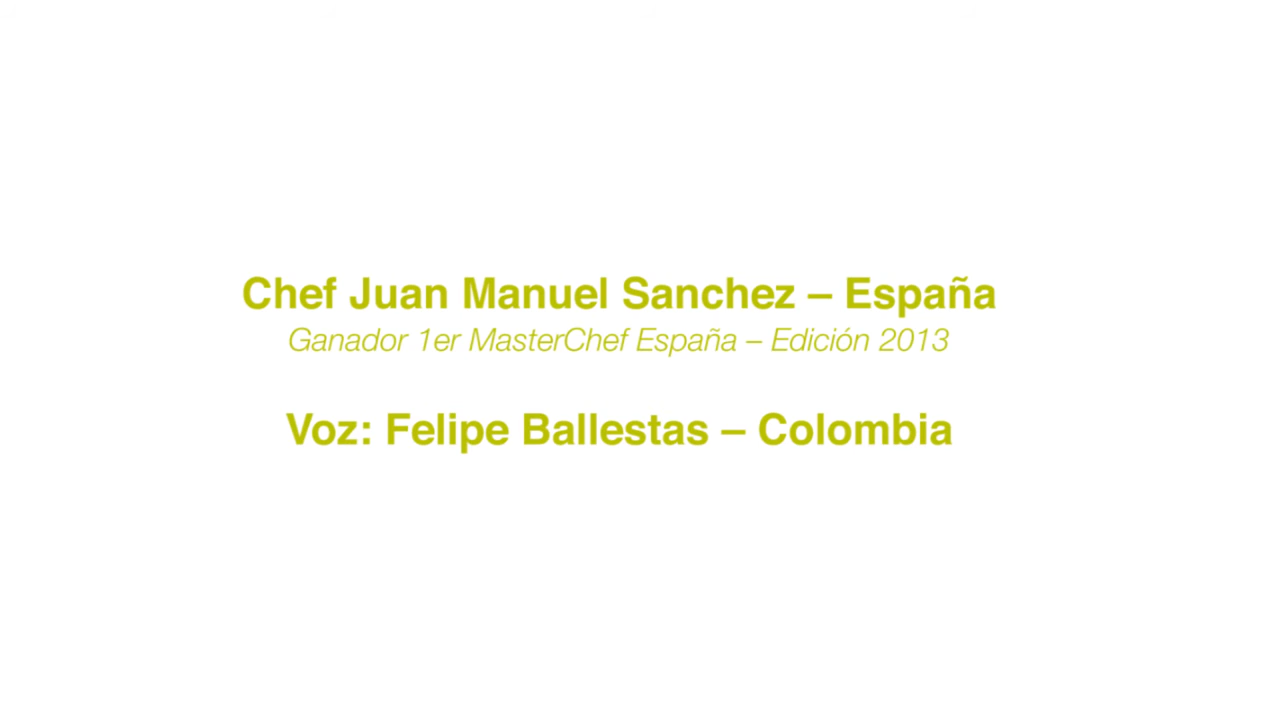 Chef Juan Manuel Sanchez – España
Ganador 1er MasterChef España – Edición 2013
Voz: Felipe Ballestas – Colombia